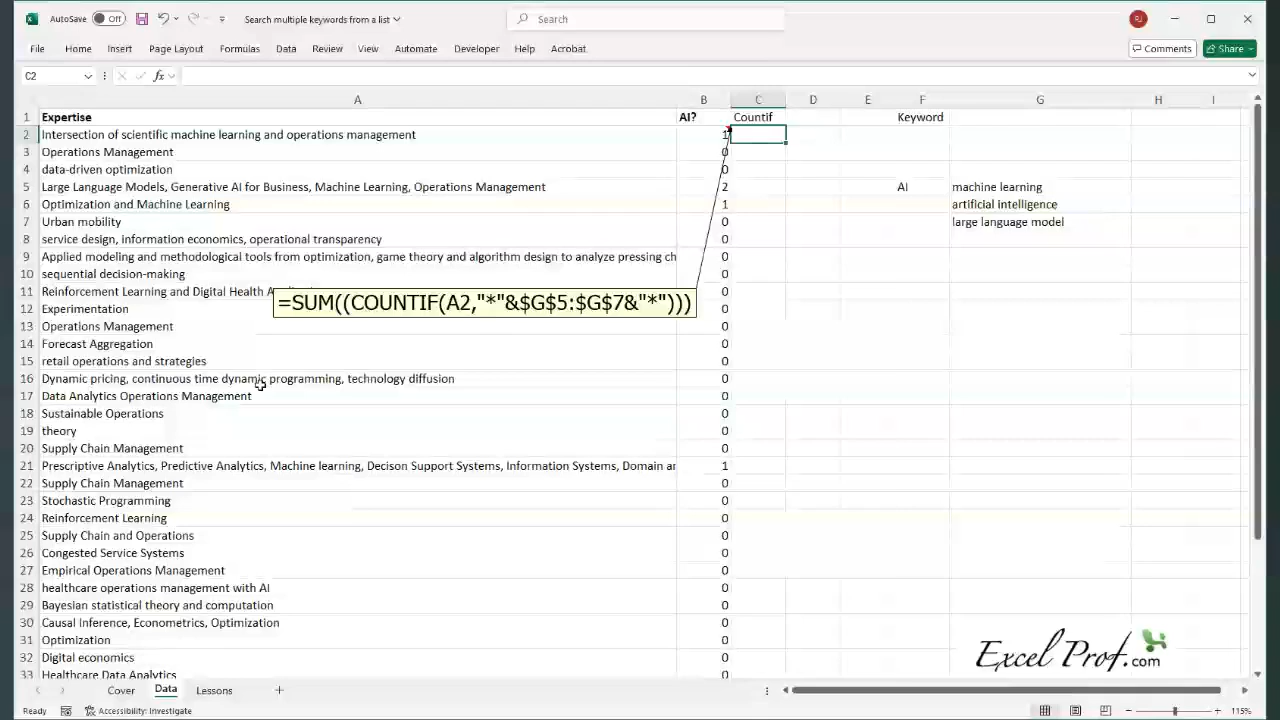 AutoSave Off Search multiple keywords from a list Search RJ
File Home Insert Page Layout Formulas Data Review View Automate Developer Help Acrobat Comments Share
C2 fx
A B C D E F G H I
1 Expertise AI? Countif Keyword
2 Intersection of scientific machine learning and operations management 1
3 Operations Management 0
4 data-driven optimization 0
5 Large Language Models, Generative AI for Business, Machine Learning, Operations Management 2 AI machine learning
6 Optimization and Machine Learning 1 artificial intelligence
7 Urban mobility 0 large language model
8 service design, information economics, operational transparency 0
9 Applied modeling and methodological tools from optimization, game theory and algorithm design to analyze pressing ch 0
10 sequential decision-making 0
11 Reinforcement Learning and Digital Health A 0
=SUM((COUNTIF(A2,"*"&$G$5:$G$7&"*")))
12 Experimentation 0
13 Operations Management 0
14 Forecast Aggregation 0
15 retail operations and strategies 0
16 Dynamic pricing, continuous time dynamic programming, technology diffusion 0
17 Data Analytics Operations Management 0
18 Sustainable Operations 0
19 theory 0
20 Supply Chain Management 0
21 Prescriptive Analytics, Predictive Analytics, Machine learning, Decison Support Systems, Information Systems, Domain ar 1
22 Supply Chain Management 0
23 Stochastic Programming 0
24 Reinforcement Learning 0
25 Supply Chain and Operations 0
26 Congested Service Systems 0
27 Empirical Operations Management 0
28 healthcare operations management with AI 0
29 Bayesian statistical theory and computation 0
30 Causal Inference, Econometrics, Optimization 0
31 Optimization 0
32 Digital economics 0
33 Healthcare Data Analytics 0
Excel Prof.com
Cover Data Lessons +
Ready Accessibility: Investigate 115%